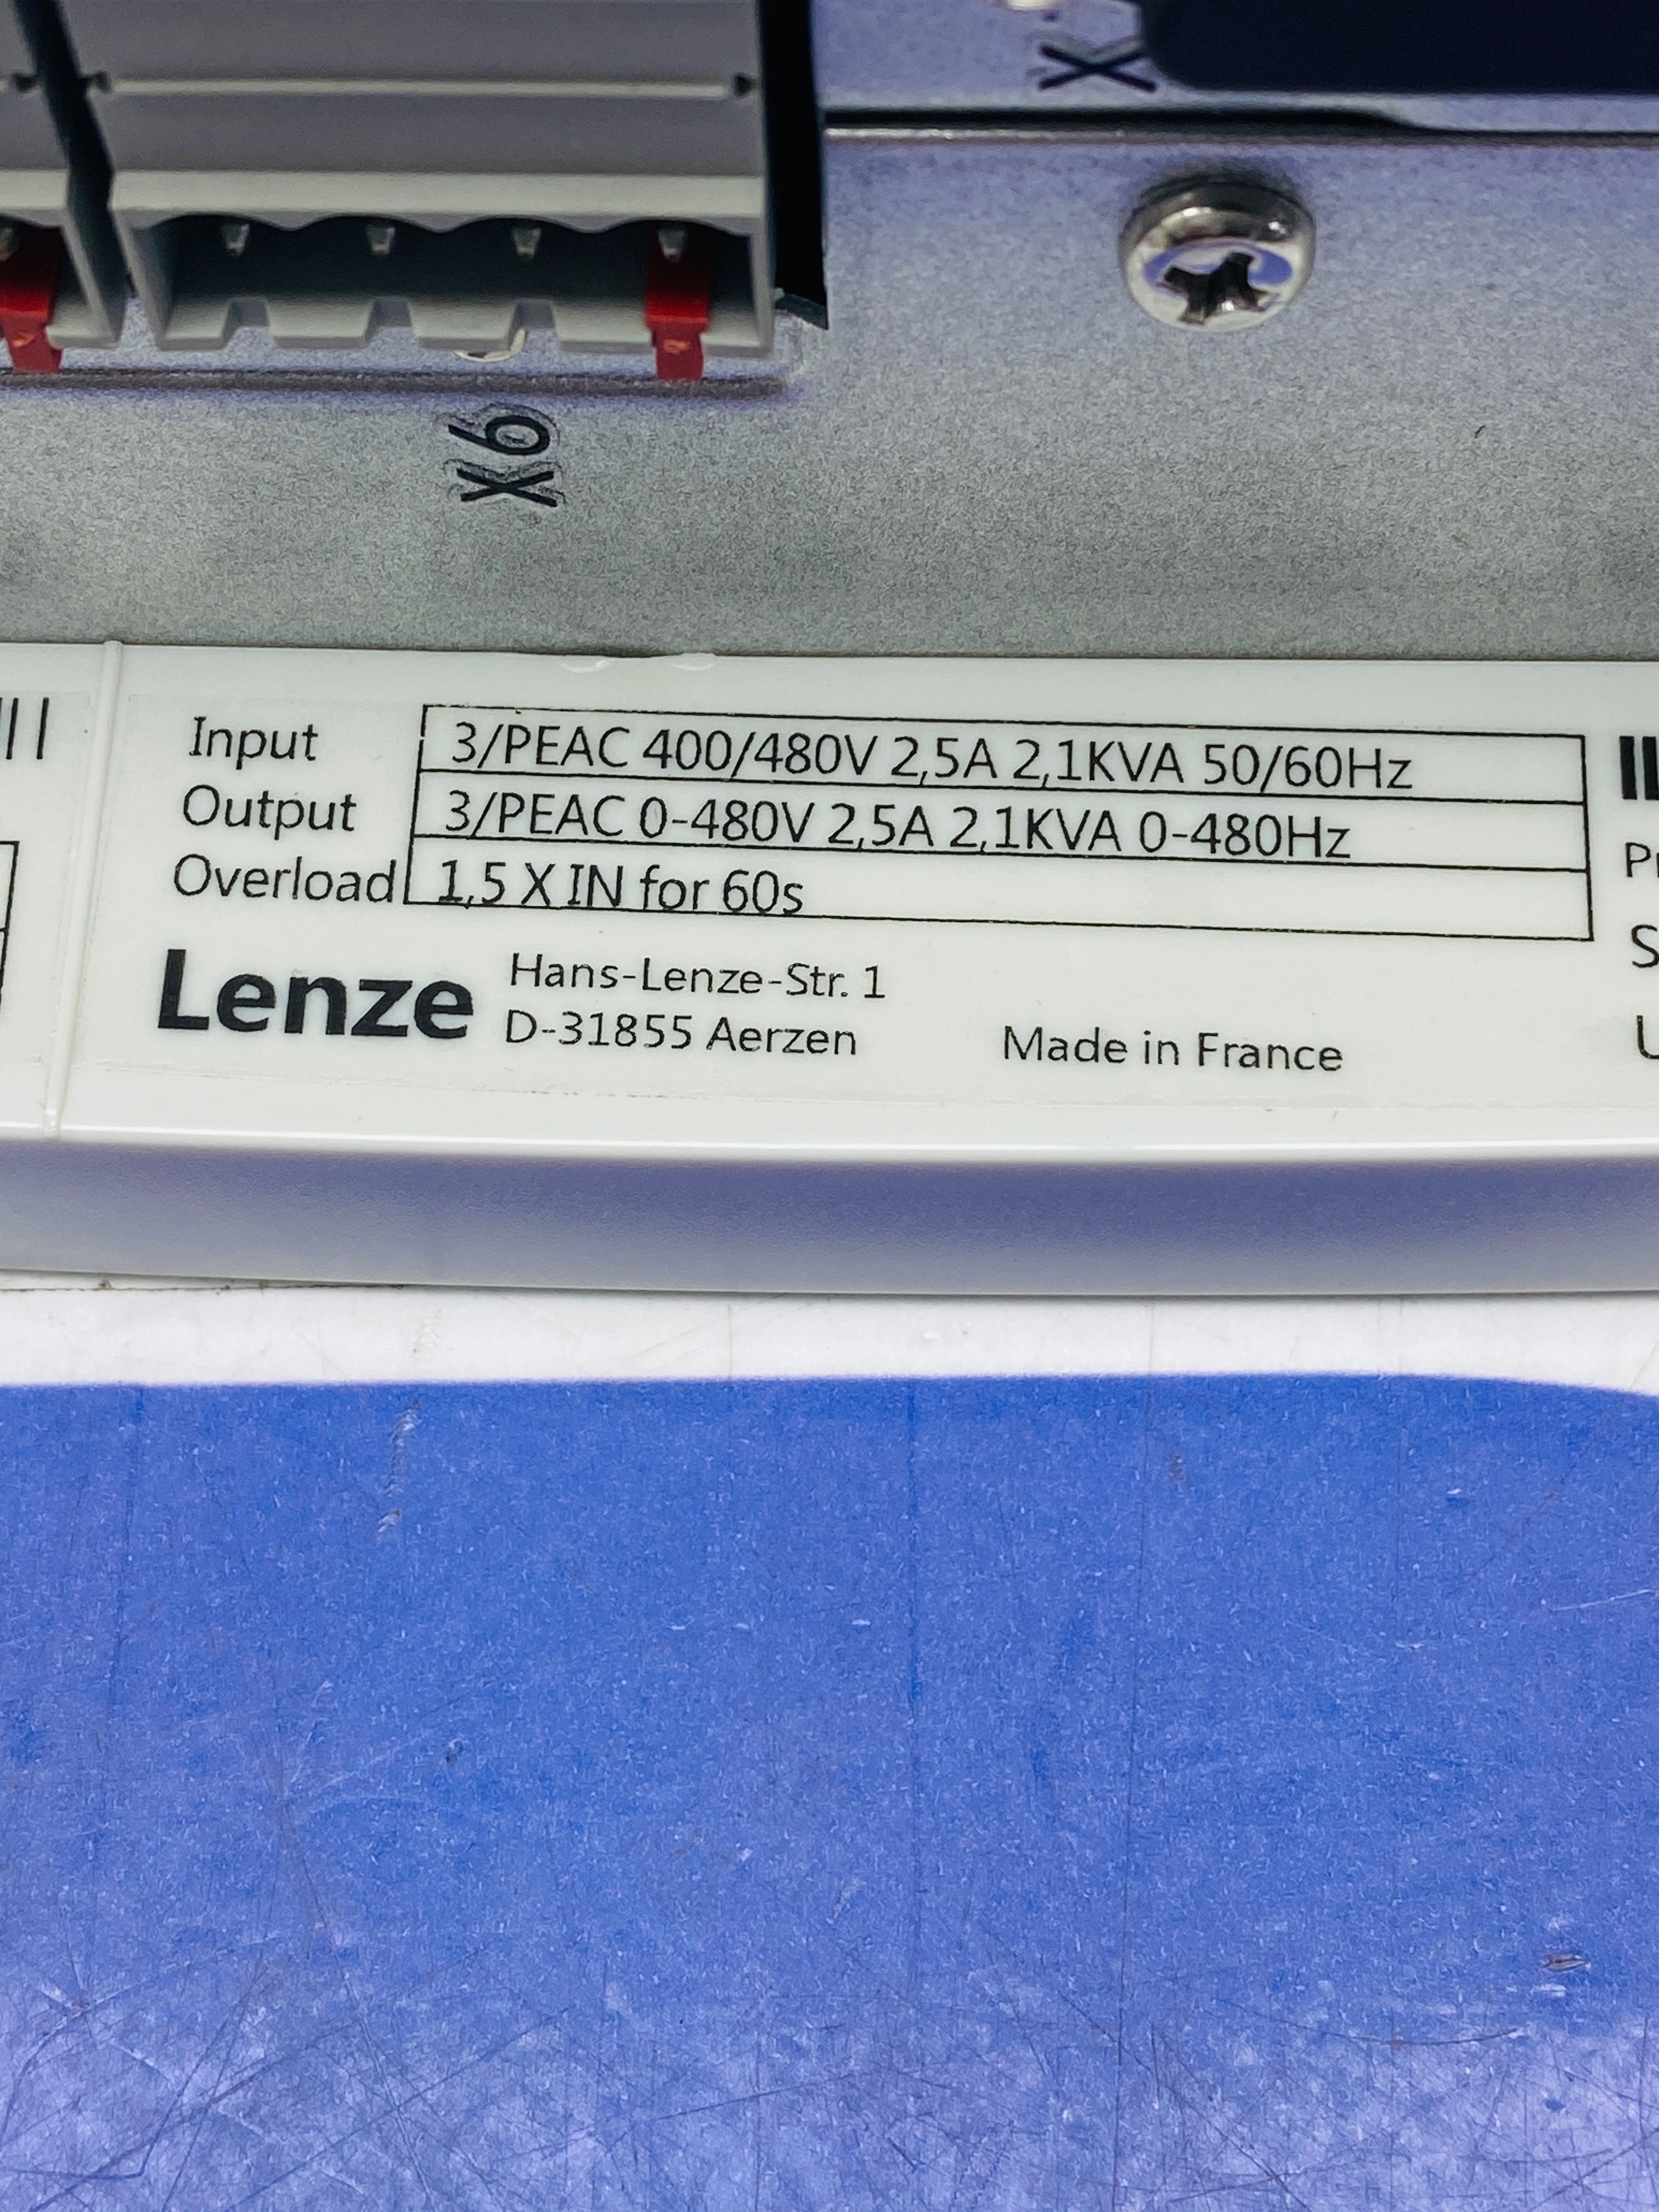 X
X6
Input 3/PEAC 400/480V 2,5A 2,1KVA 50/60Hz
Output 3/PEAC 0-480V 2,5A 2,1KVA 0-480Hz
Overload 1,5 X IN for 60s
Lenze
Hans-Lenze-Str. 1
D-31855 Aerzen
Made in France